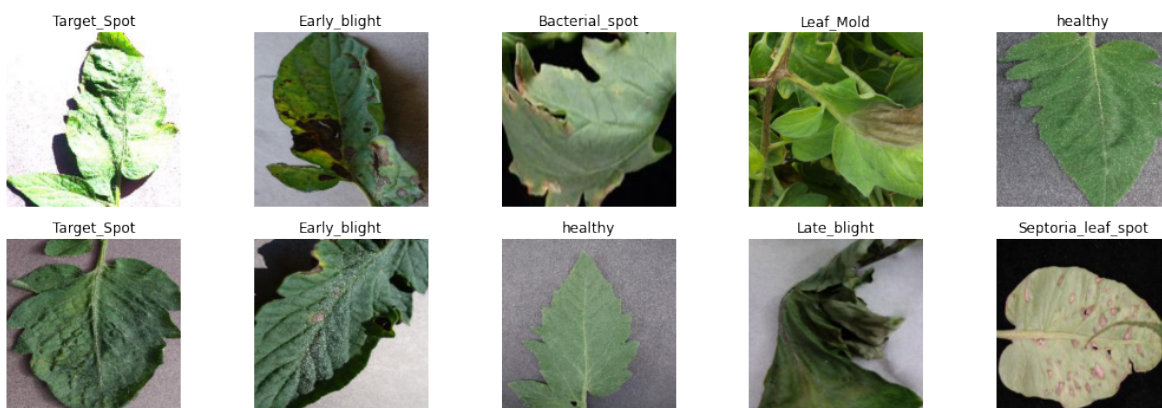 Target_Spot
Early_blight
Bacterial_spot
Leaf_Mold
healthy
Target_Spot
Early_blight
healthy
Late_blight
Septoria_leaf_spot